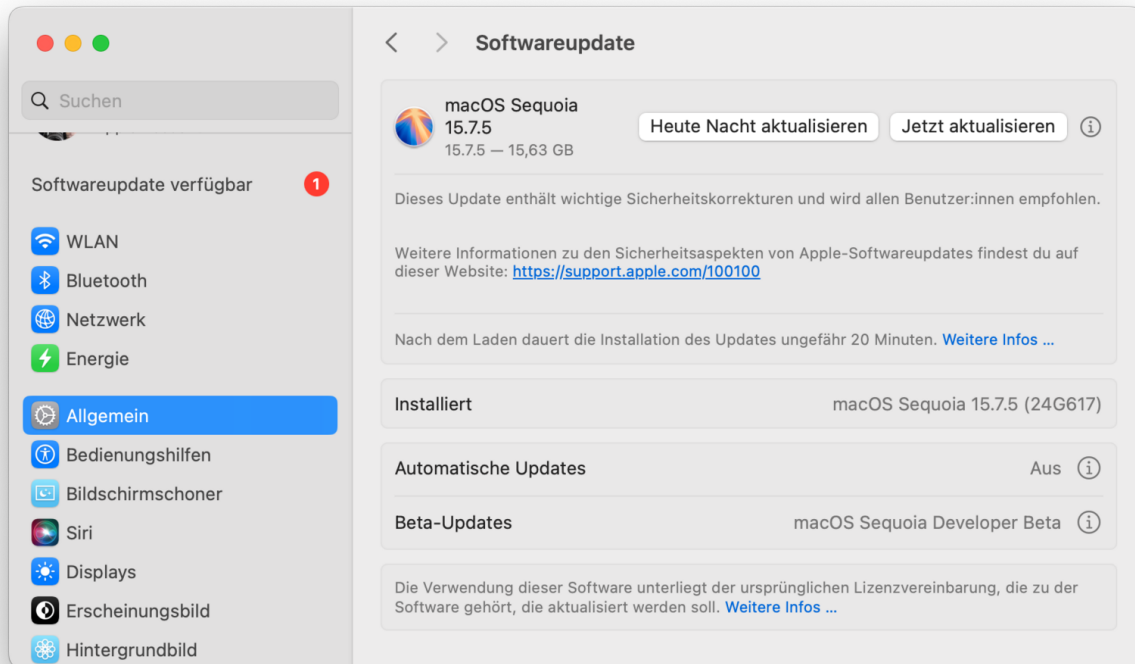 Softwareupdate
Suchen
Softwareupdate verfügbar
1
WLAN
Bluetooth
Netzwerk
Energie
Allgemein
Bedienungshilfen
Bildschirmschoner
Siri
Displays
Erscheinungsbild
Hintergrundbild
macOS Sequoia
15.7.5
15.7.5 — 15,63 GB
Heute Nacht aktualisieren
Jetzt aktualisieren
Dieses Update enthält wichtige Sicherheitskorrekturen und wird allen Benutzer:innen empfohlen.
Weitere Informationen zu den Sicherheitsaspekten von Apple-Softwareupdates findest du auf
dieser Website: https://support.apple.com/100100
Nach dem Laden dauert die Installation des Updates ungefähr 20 Minuten. Weitere Infos ...
Installiert
macOS Sequoia 15.7.5 (24G617)
Automatische Updates
Aus
Beta-Updates
macOS Sequoia Developer Beta
Die Verwendung dieser Software unterliegt der ursprünglichen Lizenzvereinbarung, die zu der
Software gehört, die aktualisiert werden soll. Weitere Infos ...